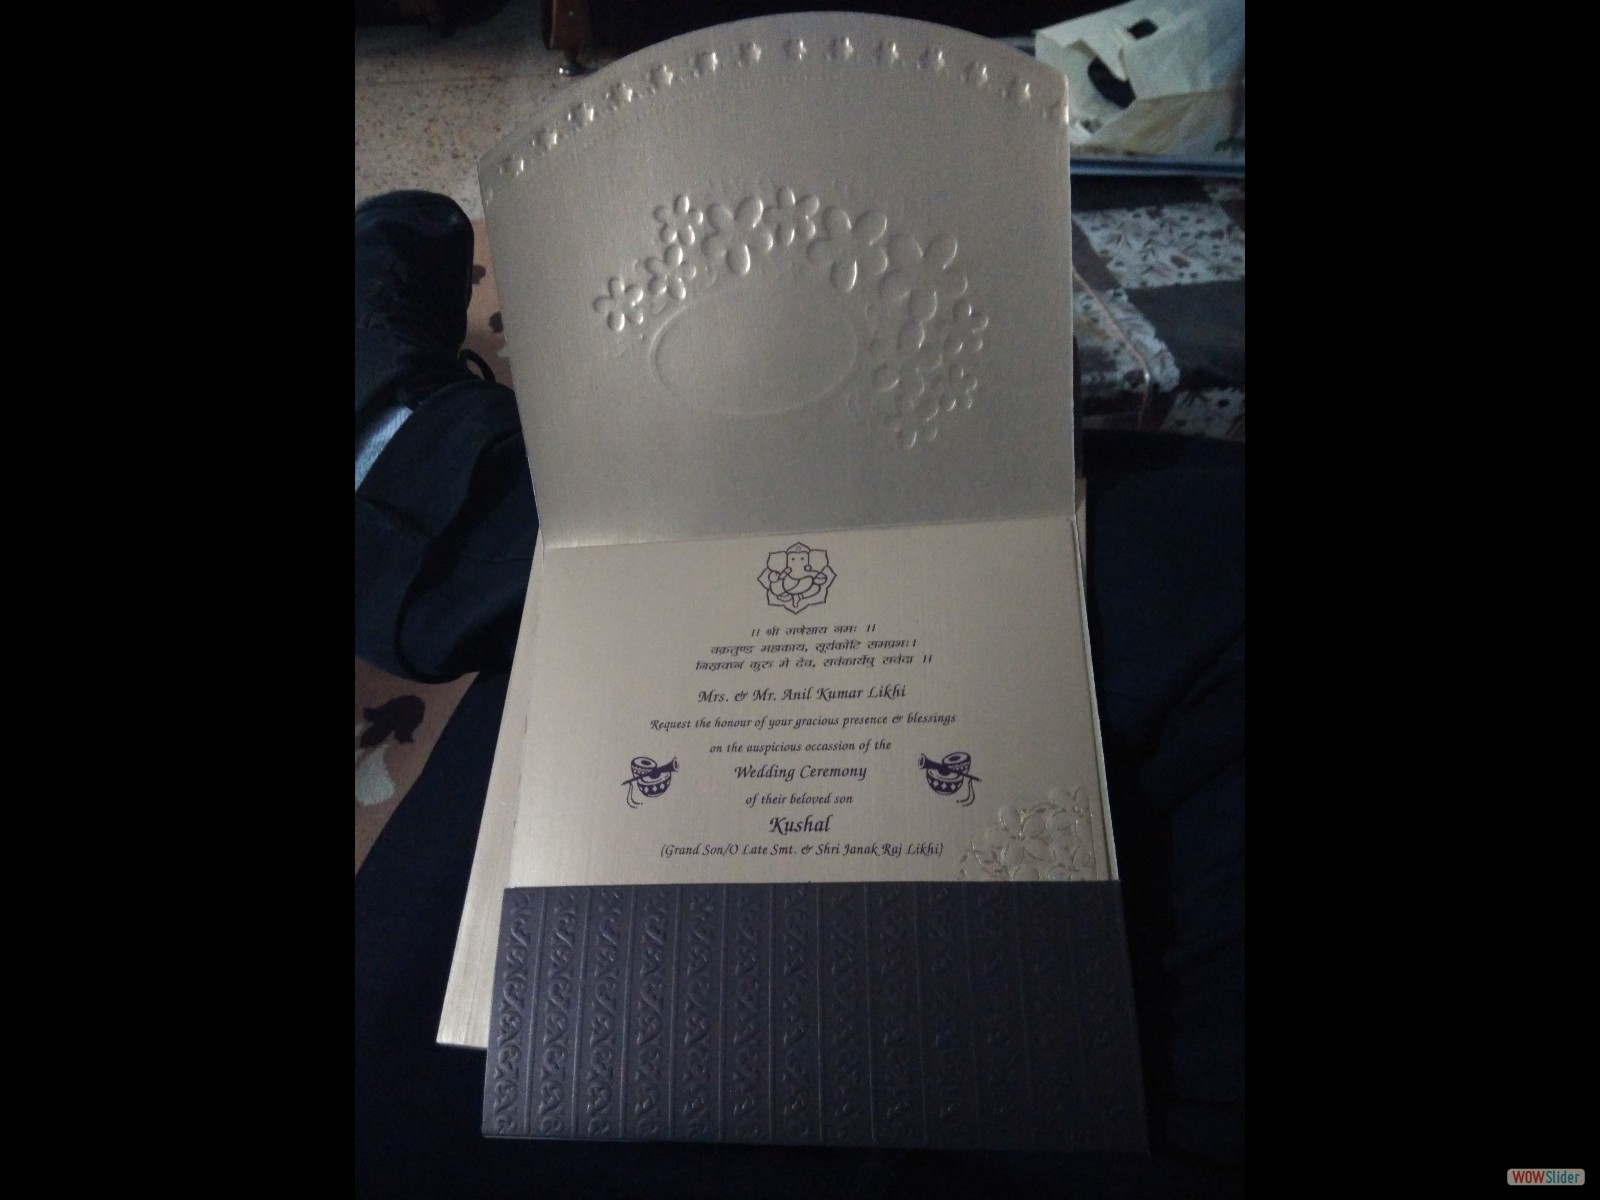 ।। श्री गणेशाय नमः ।।
वक्रतुण्ड महाकाय, सूर्यकोटि समप्रभः।
निरवघ्नं कुरु मे देव, सर्वकार्येषु सर्वदा ।।
Mrs. & Mr. Anil Kumar Likhi
Request the honour of your gracious presence & blessings
on the auspicious occassion of the
Wedding Ceremony
of their beloved son
Kushal
(Grand Son/O Late Smt. & Shri Janak Raj Likhi)
WOWSlider